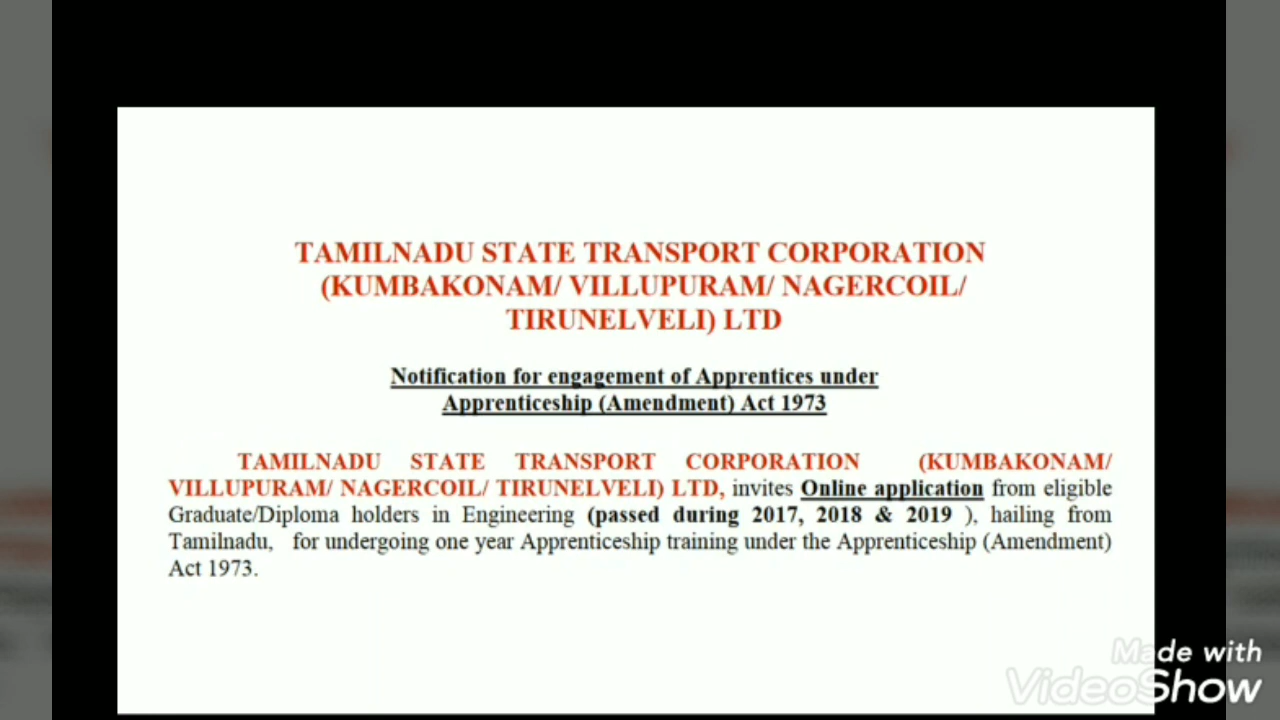 TAMILNADU STATE TRANSPORT CORPORATION
(KUMBAKONAM/ VILLUPURAM/ NAGERCOIL/
TIRUNELVELI) LTD
Notification for engagement of Apprentices under
Apprenticeship (Amendment) Act 1973
TAMILNADU STATE TRANSPORT CORPORATION (KUMBAKONAM/
VILLUPURAM/ NAGERCOIL/ TIRUNELVELI) LTD, invites Online application from eligible
Graduate/Diploma holders in Engineering (passed during 2017, 2018 & 2019 ), hailing from
Tamilnadu, for undergoing one year Apprenticeship training under the Apprenticeship (Amendment)
Act 1973.
Made with
VideoShow